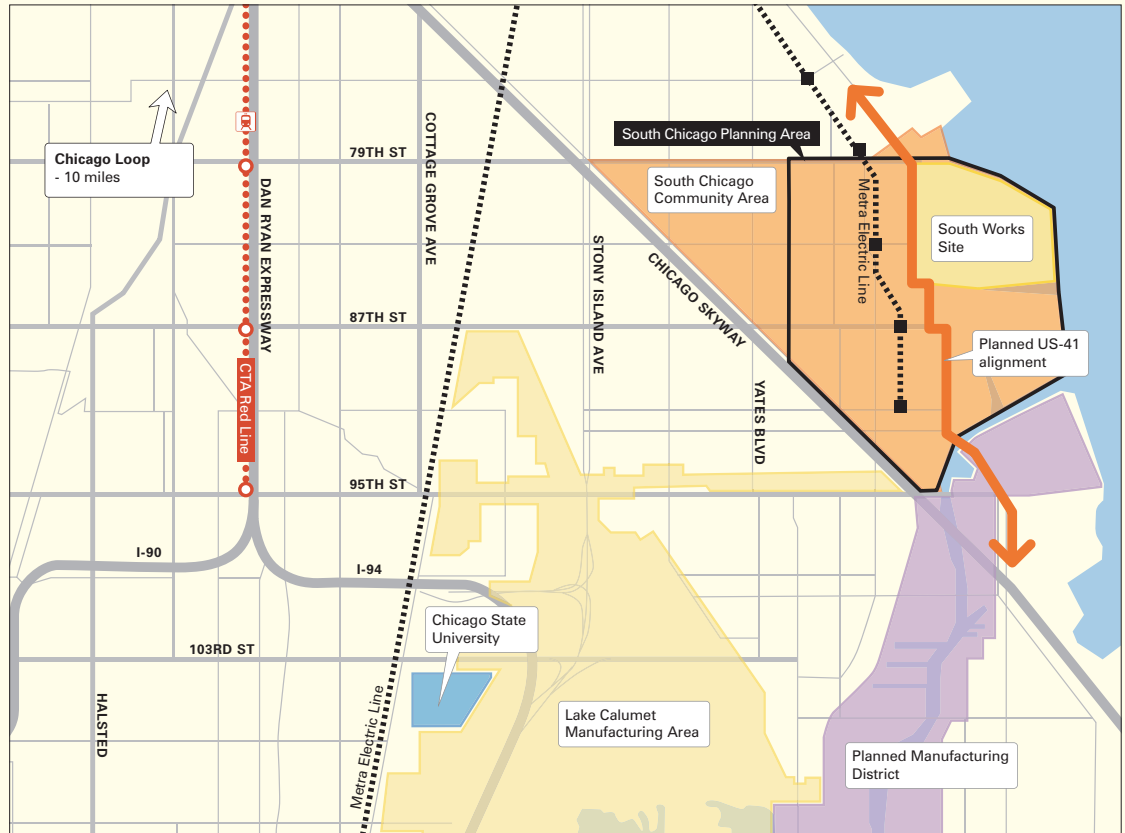 South Chicago Planning Area
79TH ST
Chicago Loop
- 10 miles
COTTAGE GROVE AVE
South Chicago
Community Area
DAN RYAN EXPRESSWAY
Metra Electric Line
South Works
Site
STONY ISLAND AVE
CHICAGO SKYWAY
87TH ST
Planned US-41
alignment
CTA Red Line
YATES BLVD
95TH ST
I-90
I-94
Chicago State
University
103RD ST
HALSTED
Metra Electric Line
Lake Calumet
Manufacturing Area
Planned Manufacturing
District